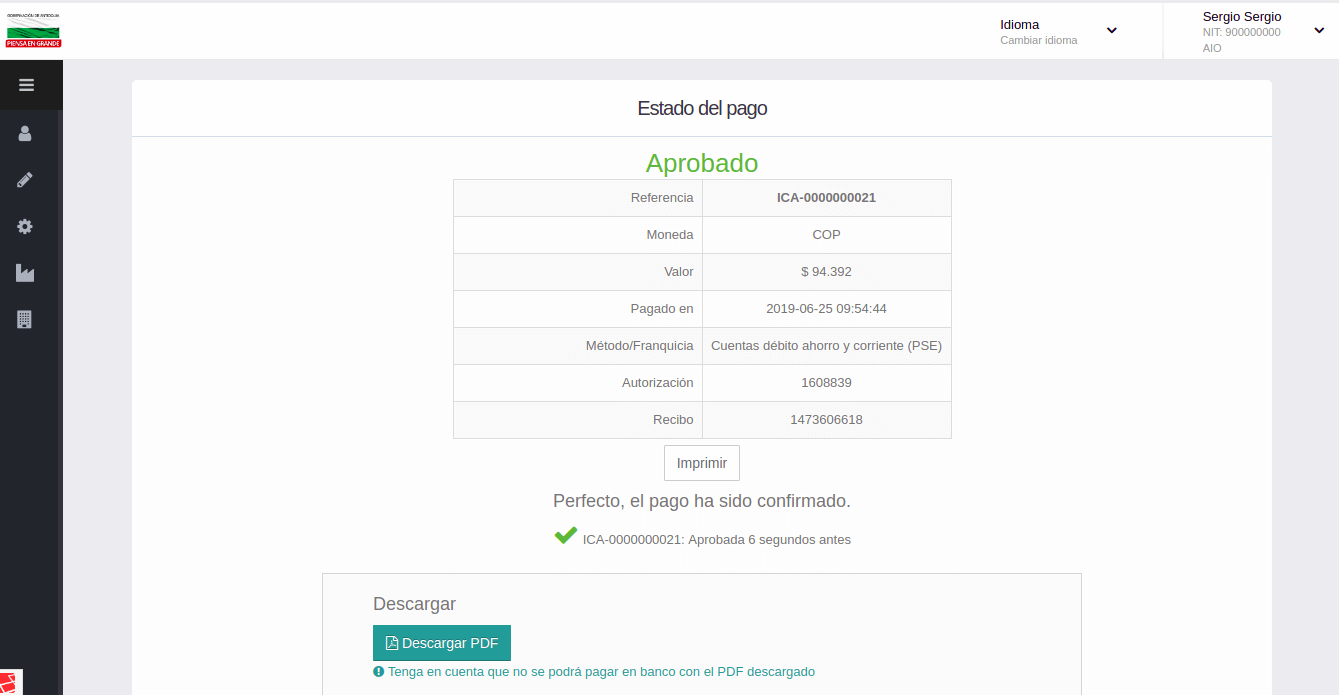 GOBERNACIÓN DE ANTIOQUIA
PIENSA EN GRANDE
Idioma
Cambiar idioma
Sergio Sergio
NIT: 900000000
AIO
Estado del pago
Aprobado
Referencia ICA-0000000021
Moneda COP
Valor $ 94.392
Pagado en 2019-06-25 09:54:44
Método/Franquicia Cuentas débito ahorro y corriente (PSE)
Autorización 1608839
Recibo 1473606618
Imprimir
Perfecto, el pago ha sido confirmado.
ICA-0000000021: Aprobada 6 segundos antes
Descargar
Descargar PDF
Tenga en cuenta que no se podrá pagar en banco con el PDF descargado